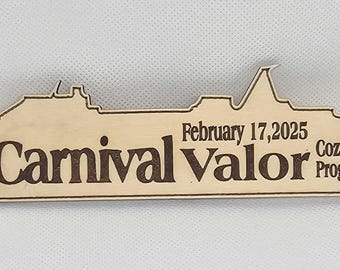 February 17,2025
Carnival Valor
Coz
Prog